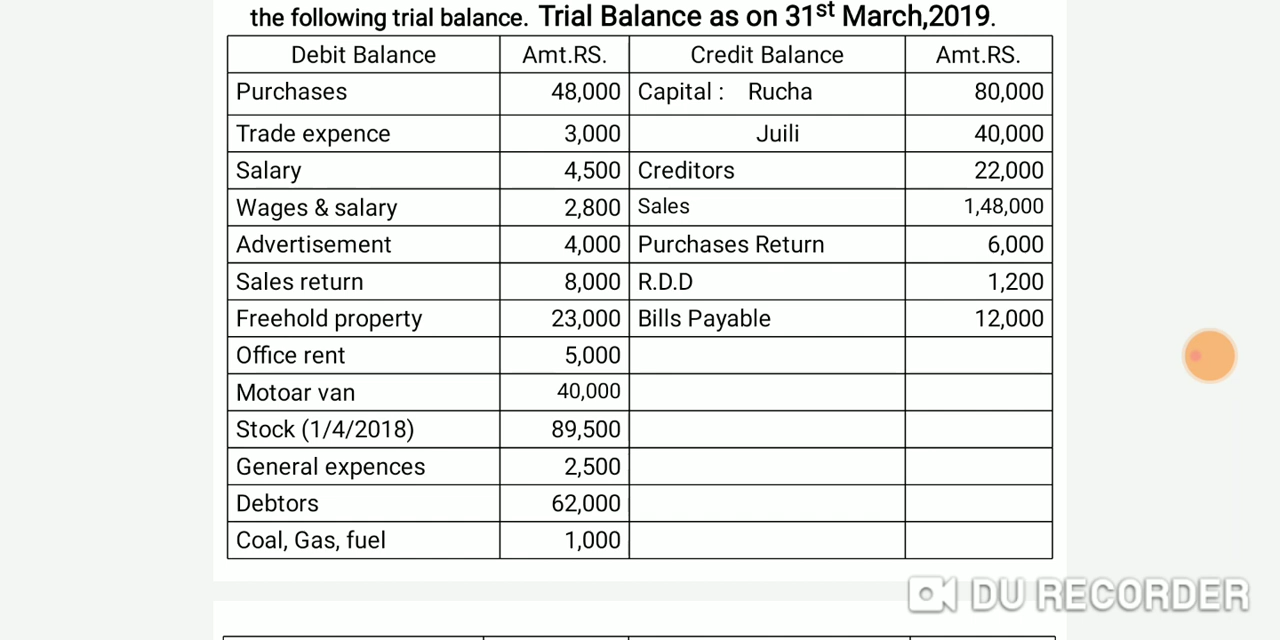 the following trial balance. Trial Balance as on 31st March,2019.
Debit Balance Amt.RS. Credit Balance Amt.RS.
Purchases 48,000 Capital : Rucha 80,000
Trade expence 3,000 Juili 40,000
Salary 4,500 Creditors 22,000
Wages & salary 2,800 Sales 1,48,000
Advertisement 4,000 Purchases Return 6,000
Sales return 8,000 R.D.D 1,200
Freehold property 23,000 Bills Payable 12,000
Office rent 5,000
Motoar van 40,000
Stock (1/4/2018) 89,500
General expences 2,500
Debtors 62,000
Coal, Gas, fuel 1,000
DU RECORDER